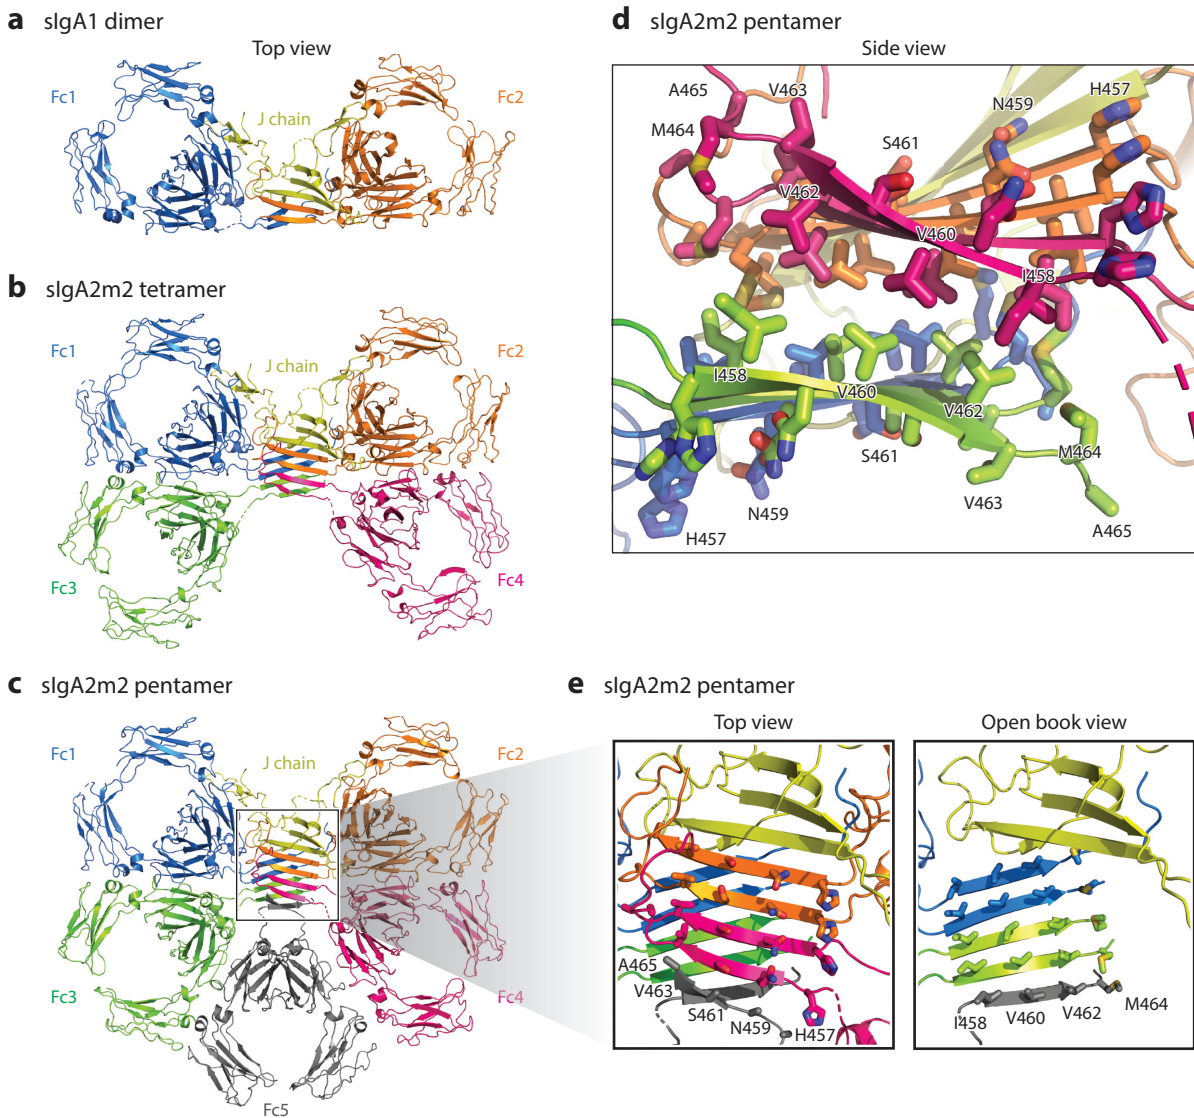 a sIgA1 dimer
Top view
Fc1
J chain
Fc2
b sIgA2m2 tetramer
Fc1
J chain
Fc2
Fc3
Fc4
c sIgA2m2 pentamer
Fc1
J chain
Fc2
Fc3
Fc4
Fc5
d sIgA2m2 pentamer
Side view
A465
V463
M464
N459
H457
S461
V462
V460
I458
I458
V460
V462
S461
M464
V463
N459
A465
H457
e sIgA2m2 pentamer
Top view
Open book view
A465
V463
S461
N459
H457
I458
V460
V462
M464